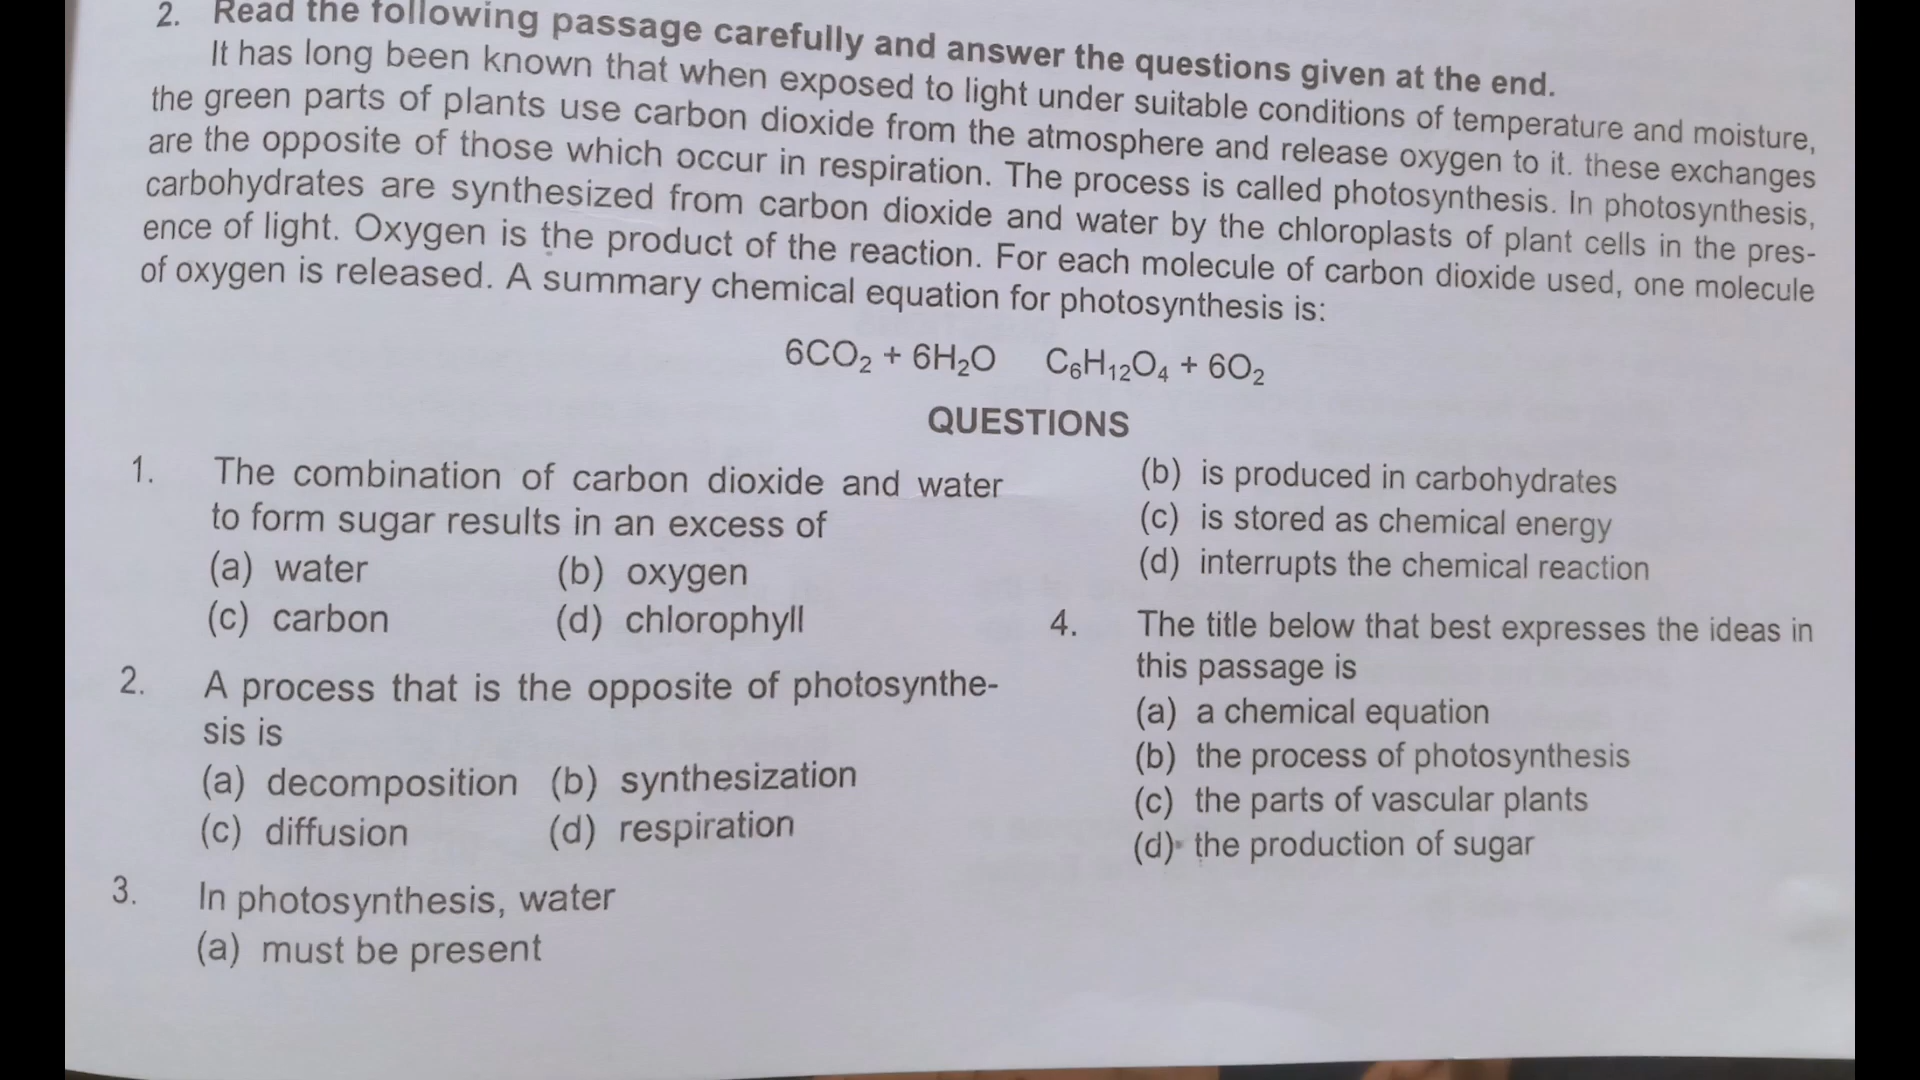 2. Read the following passage carefully and answer the questions given at the end.
It has long been known that when exposed to light under suitable conditions of temperature and moisture,
the green parts of plants use carbon dioxide from the atmosphere and release oxygen to it. these exchanges
are the opposite of those which occur in respiration. The process is called photosynthesis. In photosynthesis,
carbohydrates are synthesized from carbon dioxide and water by the chloroplasts of plant cells in the pres-
ence of light. Oxygen is the product of the reaction. For each molecule of carbon dioxide used, one molecule
of oxygen is released. A summary chemical equation for photosynthesis is:
6CO₂ + 6H₂O C₆H₁₂O₄ + 6O₂
QUESTIONS
1. The combination of carbon dioxide and water
to form sugar results in an excess of
(a) water (b) oxygen
(c) carbon (d) chlorophyll
2. A process that is the opposite of photosynthe-
sis is
(a) decomposition (b) synthesization
(c) diffusion (d) respiration
3. In photosynthesis, water
(a) must be present
(b) is produced in carbohydrates
(c) is stored as chemical energy
(d) interrupts the chemical reaction
4. The title below that best expresses the ideas in
this passage is
(a) a chemical equation
(b) the process of photosynthesis
(c) the parts of vascular plants
(d) the production of sugar